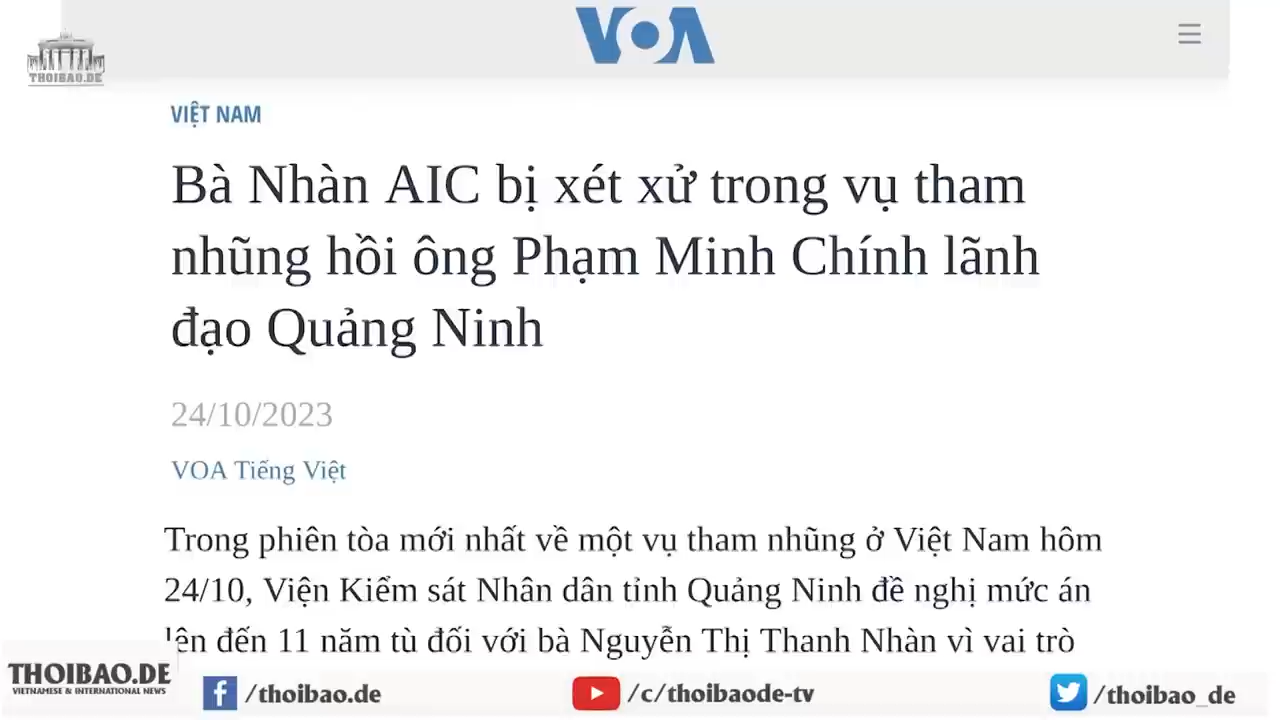 VOA
THOIBAO.DE
VIỆT NAM
Bà Nhàn AIC bị xét xử trong vụ tham
nhũng hồi ông Phạm Minh Chính lãnh
đạo Quảng Ninh
24/10/2023
VOA Tiếng Việt
Trong phiên tòa mới nhất về một vụ tham nhũng ở Việt Nam hôm
24/10, Viện Kiểm sát Nhân dân tỉnh Quảng Ninh đề nghị mức án
lên đến 11 năm tù đối với bà Nguyễn Thị Thanh Nhàn vì vai trò
THOIBAO.DE
VIETNAMESE & INTERNATIONAL NEWS
/thoibao.de
/c/thoibaode-tv
/thoibao_de